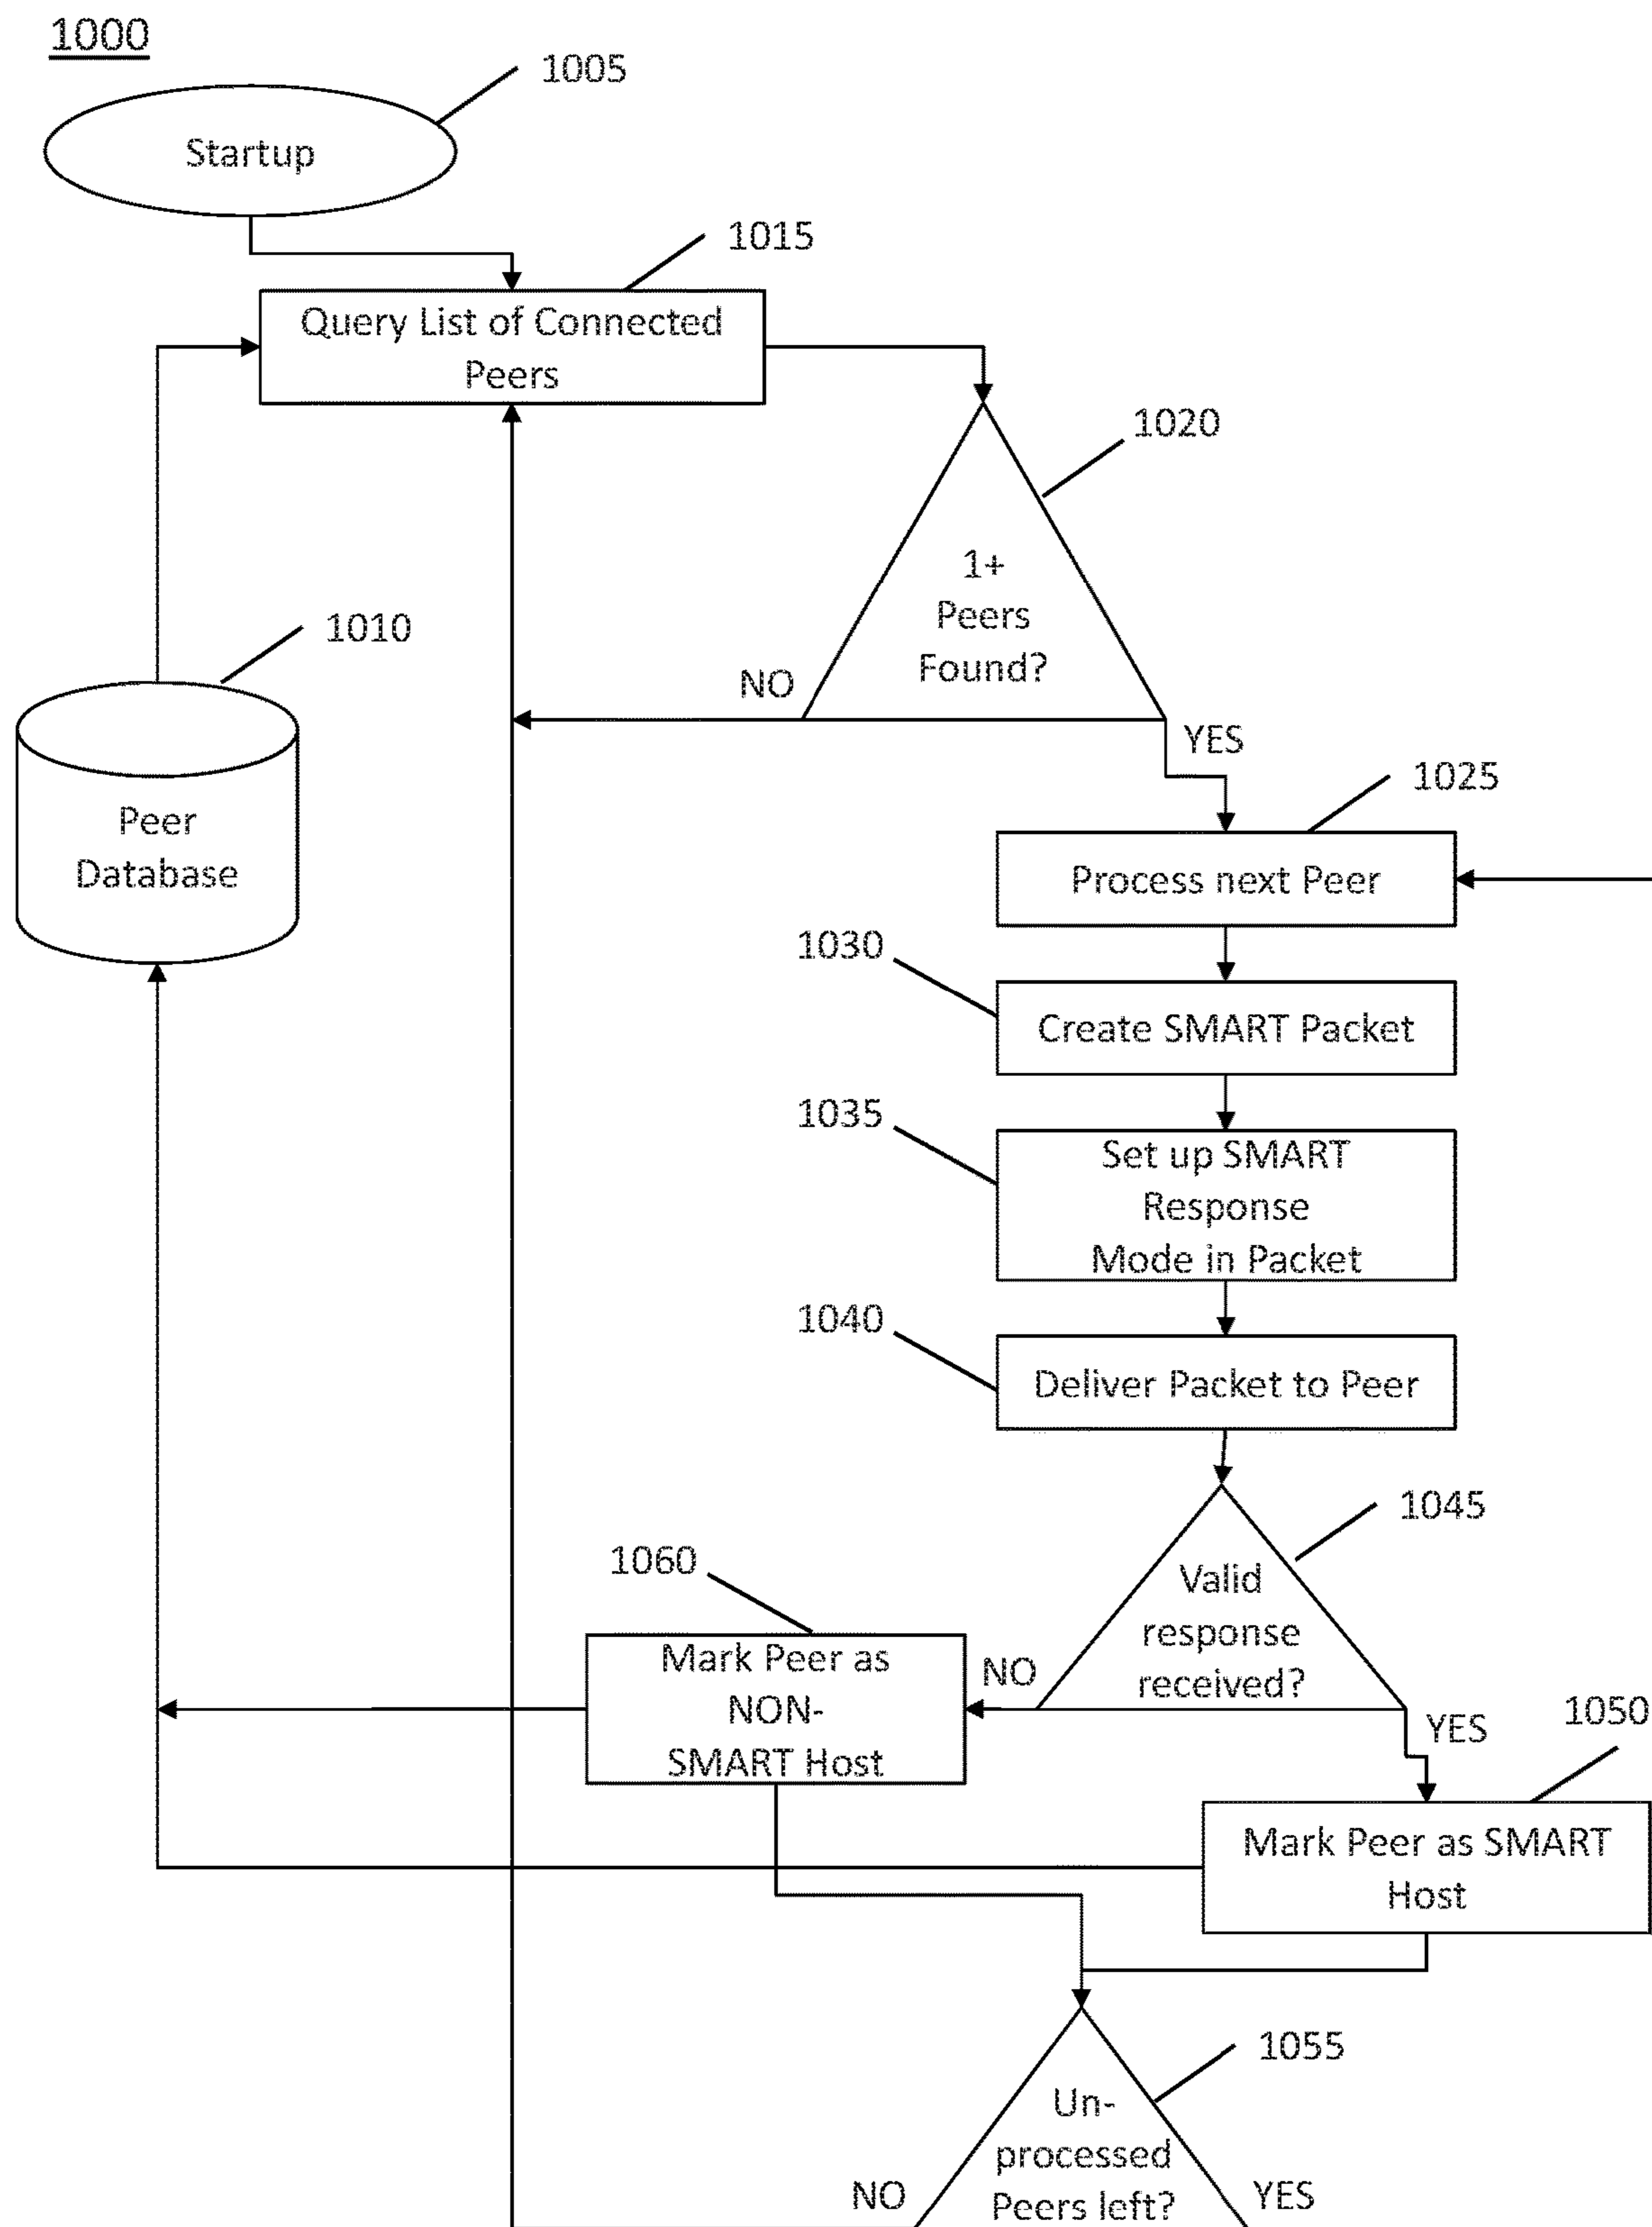 1000
1005
Startup
1015
Query List of Connected
Peers
1020
1+
Peers
Found?
NO
YES
1010
Peer
Database
1025
Process next Peer
1030
Create SMART Packet
1035
Set up SMART
Response
Mode in Packet
1040
Deliver Packet to Peer
1045
Valid
response
received?
NO
YES
1060
Mark Peer as
NON-
SMART Host
1050
Mark Peer as SMART
Host
1055
Un-
processed
Peers left?
NO
YES